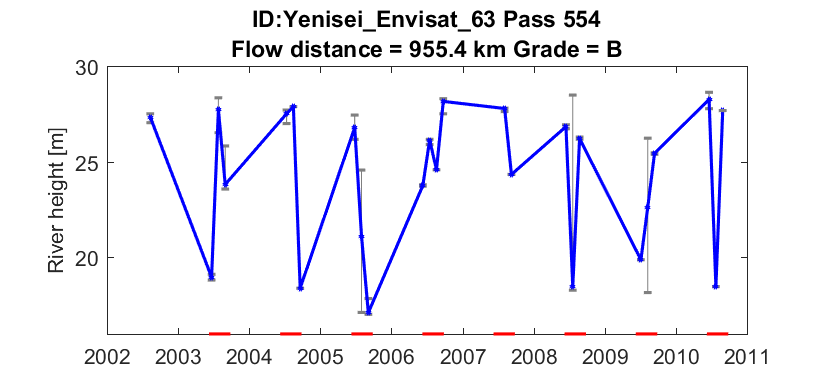 ID:Yenisei_Envisat_63 Pass 554
Flow distance = 955.4 km Grade = B
30
25
20
River height [m]
2002 2003 2004 2005 2006 2007 2008 2009 2010 2011